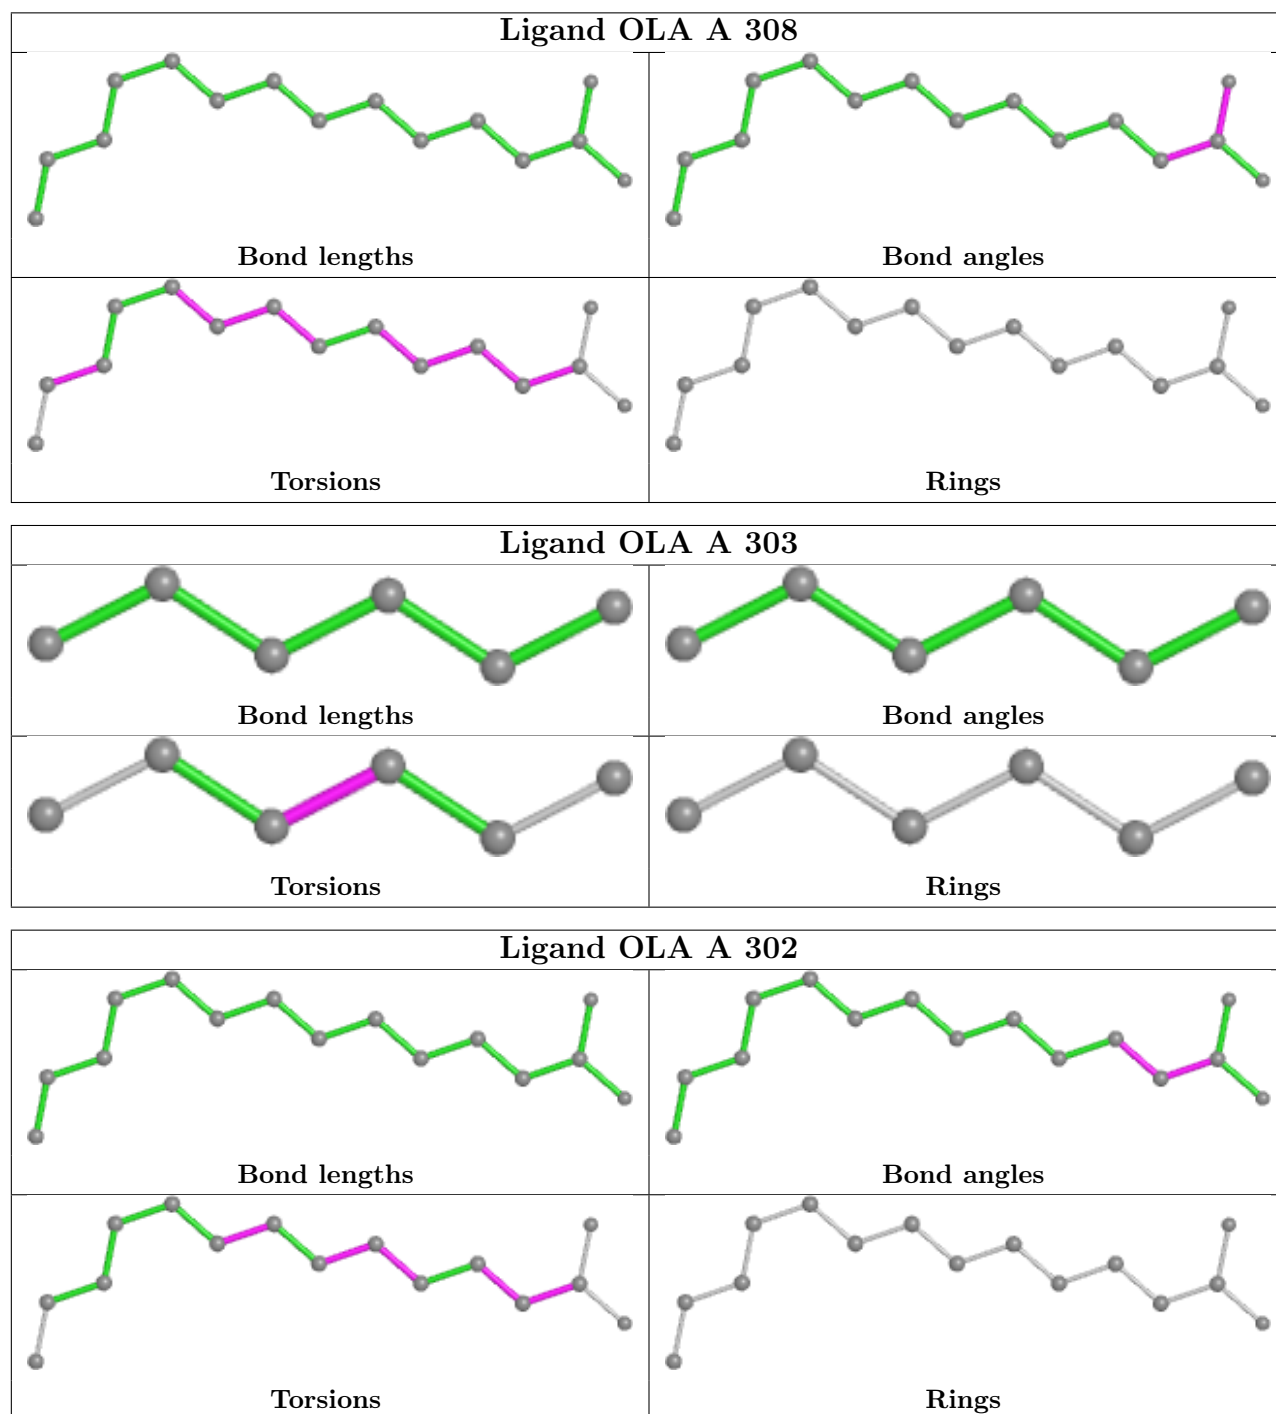 Ligand OLA A 308
Bond lengths
Bond angles
Torsions
Rings
Ligand OLA A 303
Bond lengths
Bond angles
Torsions
Rings
Ligand OLA A 302
Bond lengths
Bond angles
Torsions
Rings